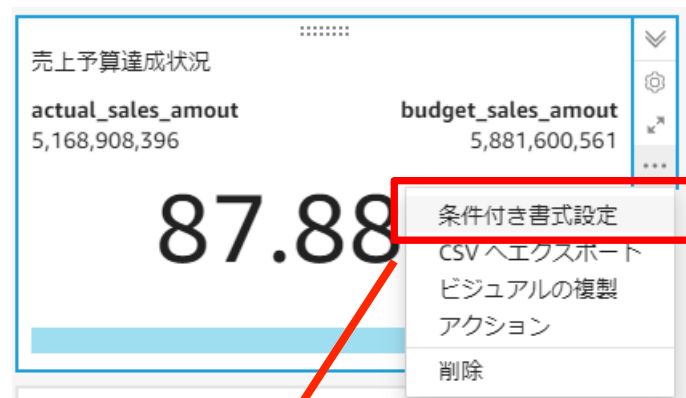 売上予算達成状況
actual_sales_amout budget_sales_amout
5,168,908,396 5,881,600,561
87.88
条件付き書式設定
CSV へエクスポート
ビジュアルの複製
アクション
削除